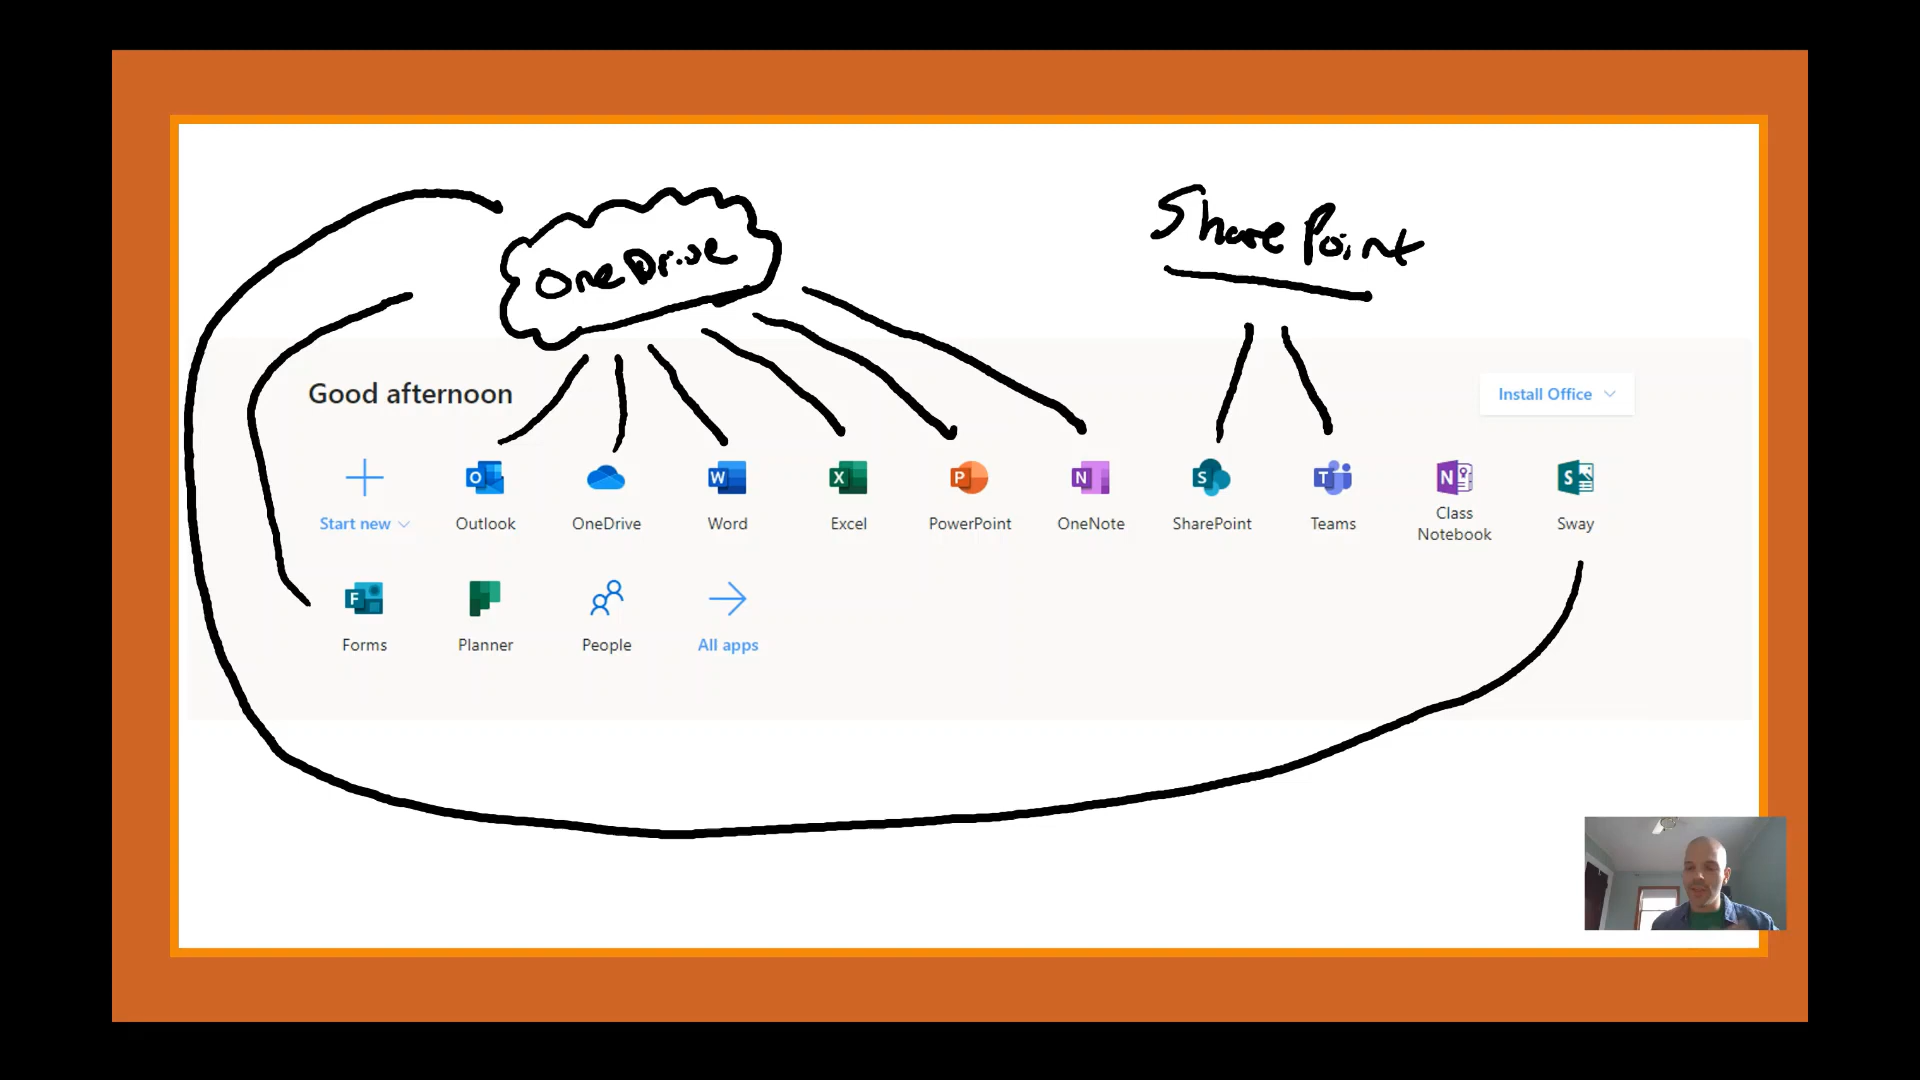 OneDrive
SharePoint
Good afternoon
Install Office
Start new
Outlook
OneDrive
Word
Excel
PowerPoint
OneNote
SharePoint
Teams
Class
Notebook
Sway
Forms
Planner
People
All apps